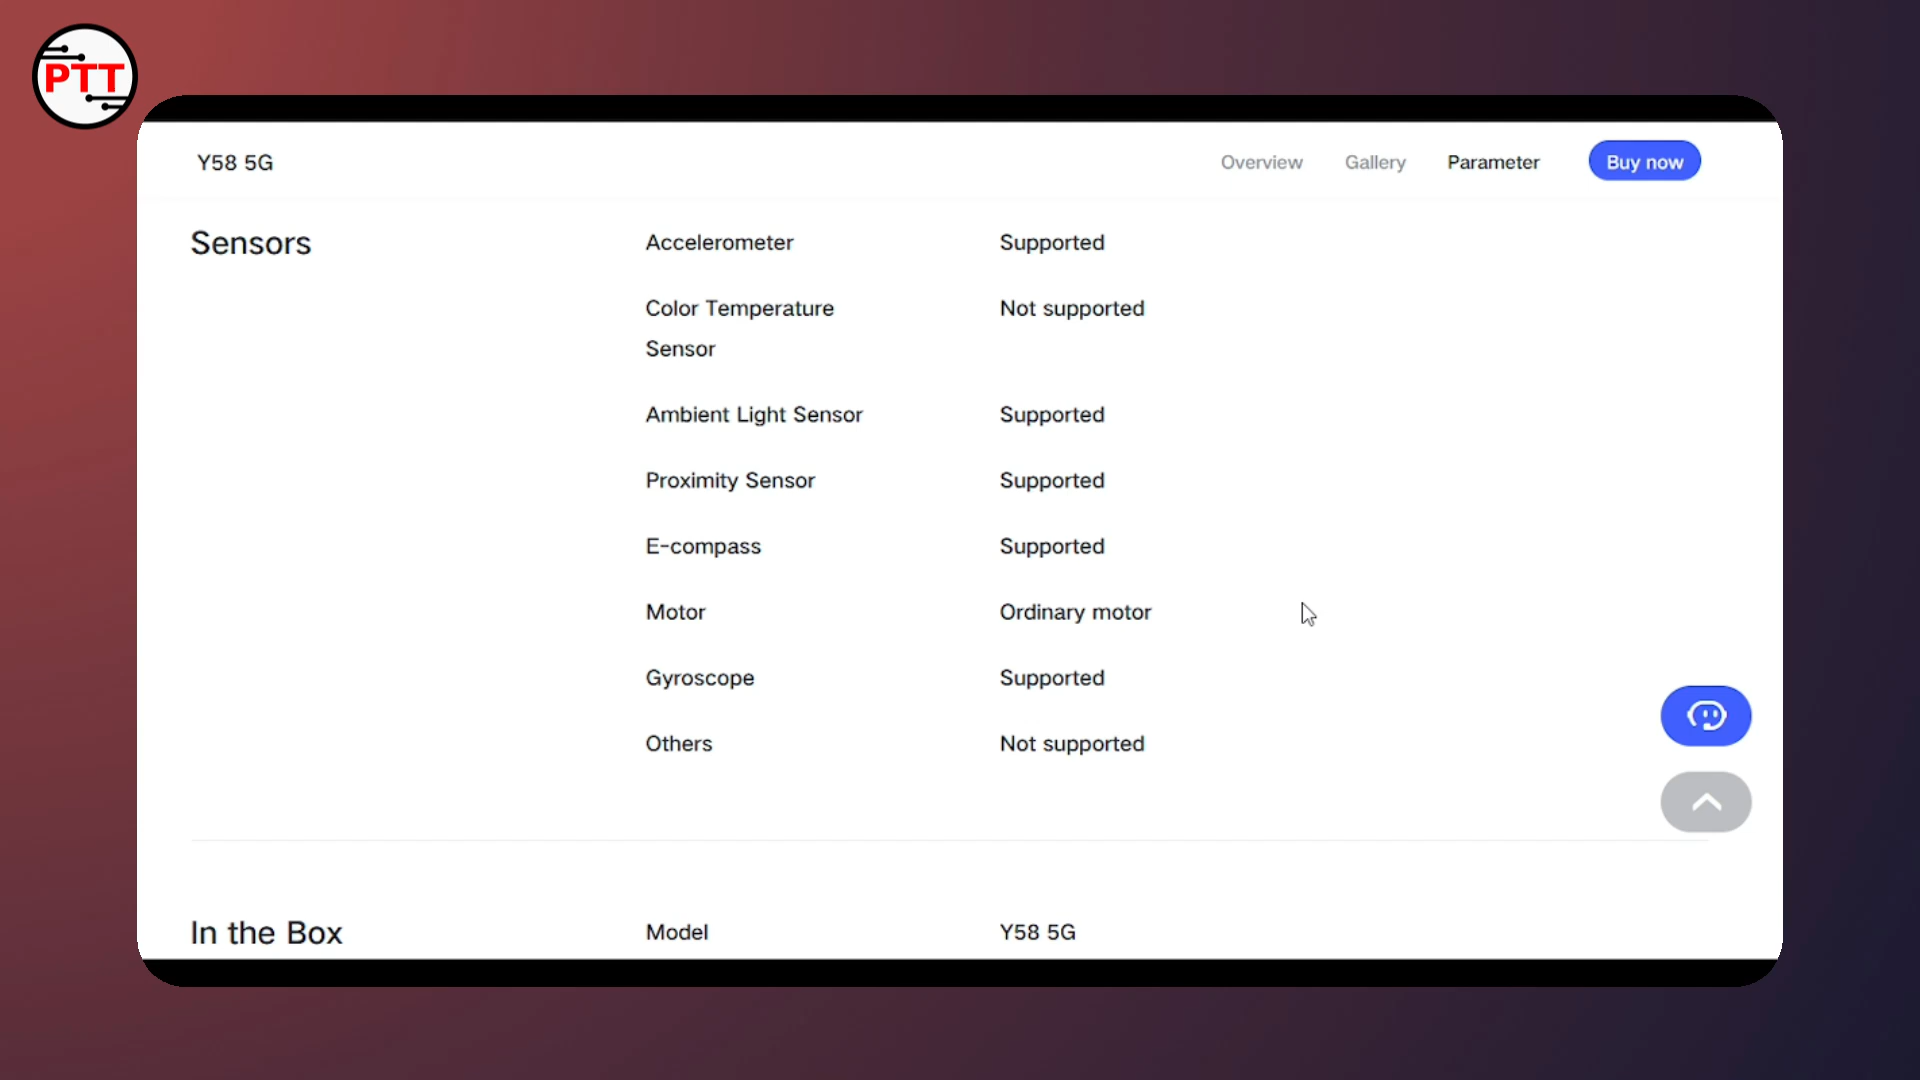 PTT
Y58 5G
Overview
Gallery
Parameter
Buy now
Sensors
Accelerometer
Supported
Color Temperature
Sensor
Not supported
Ambient Light Sensor
Supported
Proximity Sensor
Supported
E-compass
Supported
Motor
Ordinary motor
Gyroscope
Supported
Others
Not supported
In the Box
Model
Y58 5G